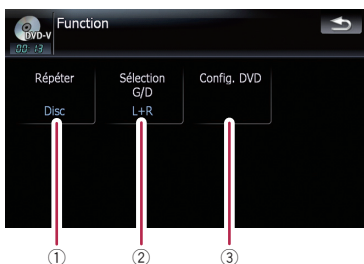 Function
DVD-V
00 13
Répéter
Sélection
G/D
Config. DVD
Disc
L+R
① ② ③